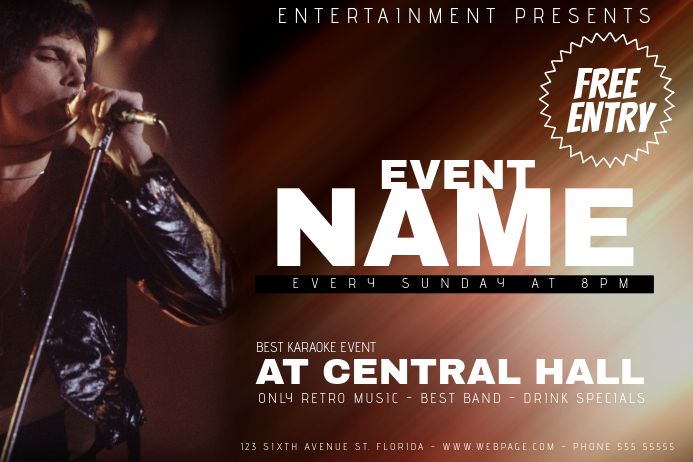 ENTERTAINMENT PRESENTS
FREE
ENTRY
EVENT
NAME
EVERY SUNDAY AT 8PM
BEST KARAOKE EVENT
AT CENTRAL HALL
ONLY RETRO MUSIC - BEST BAND - DRINK SPECIALS
123 SIXTH AVENUE ST. FLORIDA - WWW.WEBPAGE.COM - PHONE 555 55555